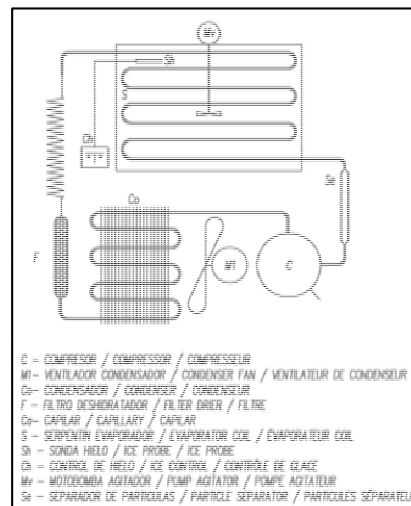 Mv
Sh
S
Ch
Co
Se
F
M1
C
C - COMPRESOR / COMPRESSOR / COMPRESSEUR
M1- VENTILADOR CONDENSADOR / CONDENSER FAN / VENTILATEUR DE CONDENSEUR
Co- CONDENSADOR / CONDENSER / CONDENSEUR
F - FILTRO DESHIDRATADOR / FILTER DRIER / FILTRE
Ca- CAPILAR / CAPILLARY / CAPILAR
S - SERPENTIN EVAPORADOR / EVAPORATOR COIL / EVAPORATEUR COIL
Sh - SONDA HIELO / ICE PROBE / ICE PROBE
Ch - CONTROL DE HIELO / ICE CONTROL / CONTRÔLE DE GLACE
Mv - MOTOBOMBA AGITADOR / PUMP AGITATOR / POMPE AGITATEUR
Se - SEPARADOR DE PARTICULAS / PARTICLE SEPARATOR / PARTICULES SÉPARATEU